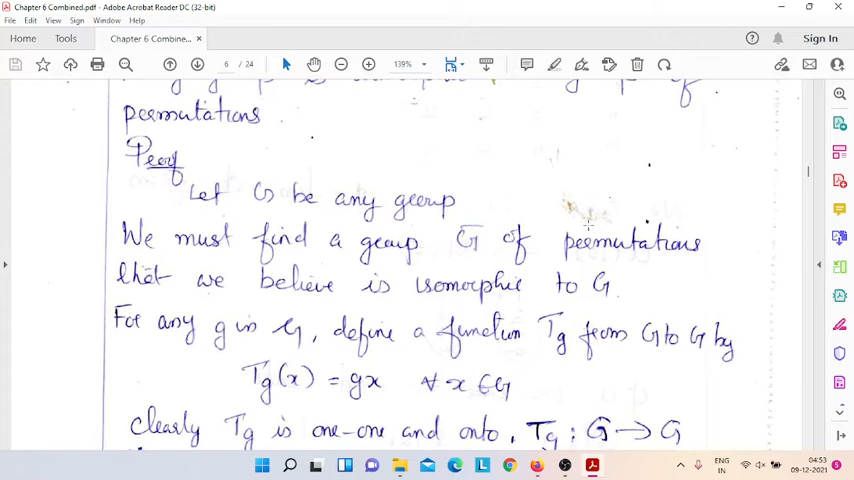 Chapter 6 Combined.pdf - Adobe Acrobat Reader DC (32-bit)
File Edit View Sign Window Help
Home Tools Chapter 6 Combine... × Sign In
6 / 24 139%
permutations
Proof
Let G be any group
We must find a group G̅ of permutations
that we believe is isomorphic to G.
For any g in G, define a function Tg from G to G by
Tg(x) = gx ∀ x ∈ G
Clearly Tg is one-one and onto, Tg : G → G
ENG
IN
04:53
09-12-2021
5